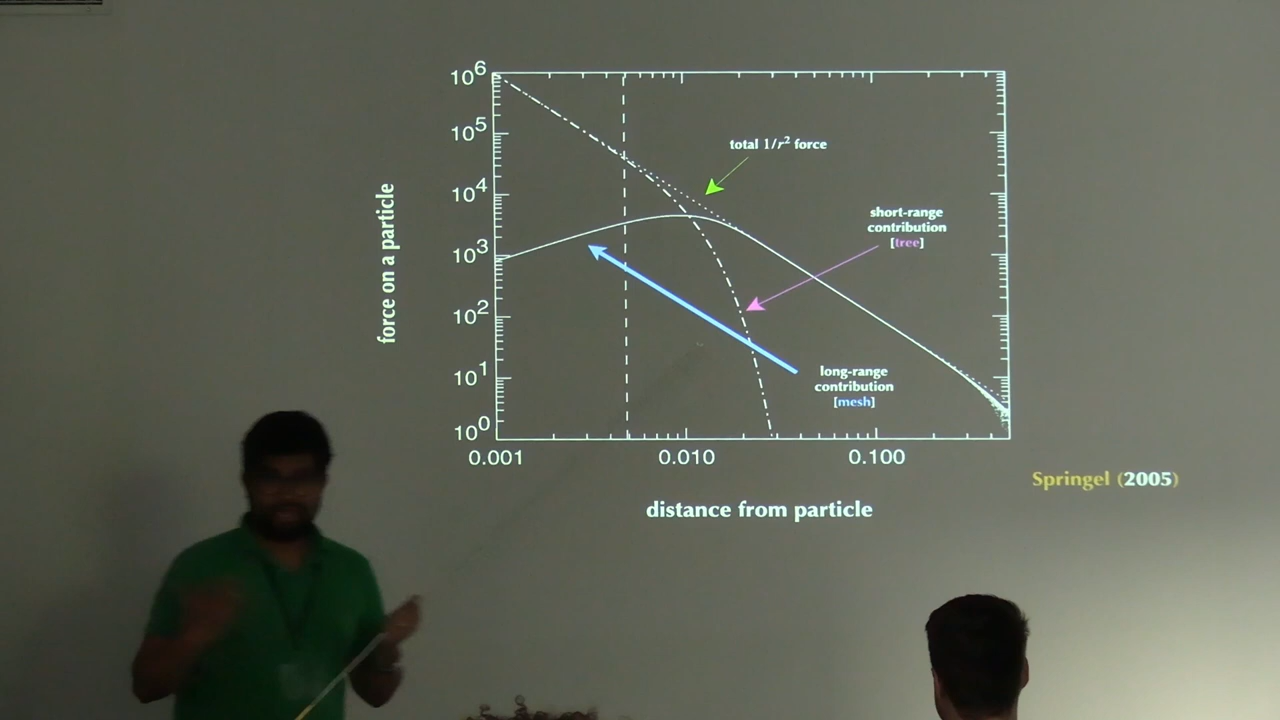 force on a particle
10^6
10^5
10^4
10^3
10^2
10^1
10^0
total 1/r² force
short-range
contribution
[tree]
long-range
contribution
[mesh]
0.001
0.010
0.100
distance from particle
Springel (2005)